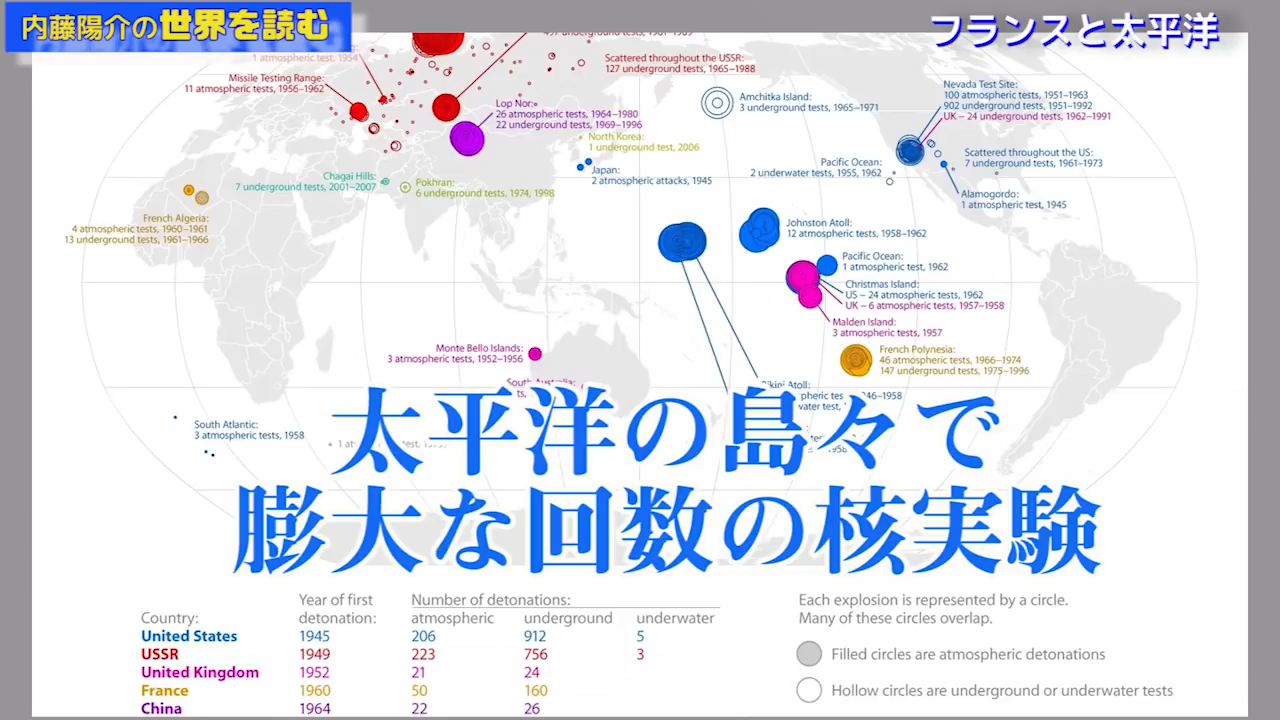 内藤陽介の世界を読む
フランスと太平洋
1 atmospheric test, 1954
Missile Testing Range:
11 atmospheric tests, 1956–1962
Scattered throughout the USSR:
127 underground tests, 1965–1988
Lop Nor:
26 atmospheric tests, 1964–1980
22 underground tests, 1969–1996
North Korea:
1 underground test, 2006
Japan:
2 atmospheric attacks, 1945
Chagai Hills:
7 underground tests, 2001–2007
Pokhran:
6 underground tests, 1974, 1998
French Algeria:
4 atmospheric tests, 1960–1961
13 underground tests, 1961–1966
Amchitka Island:
3 underground tests, 1965–1971
Nevada Test Site:
100 atmospheric tests, 1951–1963
902 underground tests, 1951–1992
UK – 24 underground tests, 1962–1991
Pacific Ocean:
2 underwater tests, 1955, 1962
Scattered throughout the US:
7 underground tests, 1961–1973
Alamogordo:
1 atmospheric test, 1945
Johnston Atoll:
12 atmospheric tests, 1958–1962
Pacific Ocean:
1 atmospheric test, 1962
Christmas Island:
US – 24 atmospheric tests, 1962
UK – 6 atmospheric tests, 1957–1958
Malden Island:
3 atmospheric tests, 1957
French Polynesia:
46 atmospheric tests, 1966–1974
147 underground tests, 1975–1996
Monte Bello Islands:
3 atmospheric tests, 1952–1956
South Australia:
Bikini Atoll:
South Atlantic:
3 atmospheric tests, 1958
太平洋の島々で
膨大な回数の核実験
Year of first Number of detonations:
Country: detonation: atmospheric underground underwater
United States 1945 206 912 5
USSR 1949 223 756 3
United Kingdom 1952 21 24
France 1960 50 160
China 1964 22 26
Each explosion is represented by a circle.
Many of these circles overlap.
Filled circles are atmospheric detonations
Hollow circles are underground or underwater tests